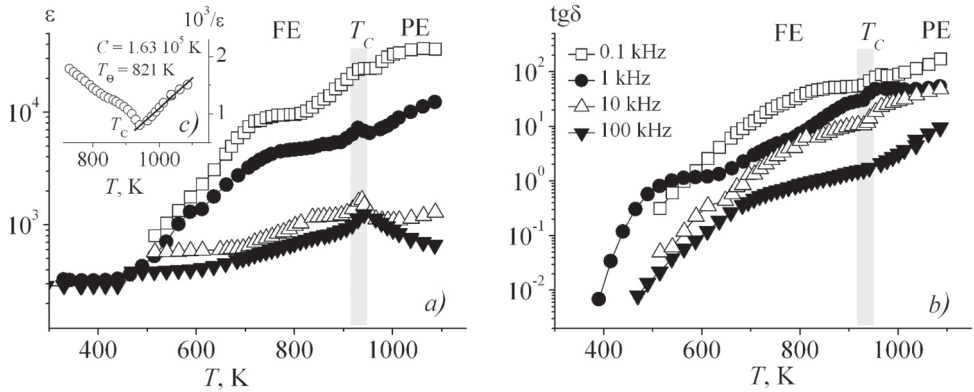 ε
10⁴
10³
400 600 800 1000
T, K
FE
T_C
PE
a)
10³/ε
C = 1.63 10⁵ K
T_Θ = 821 K
T_C
c)
2
1
800 1000
T, K
tgδ
10²
10¹
10⁰
10⁻¹
10⁻²
400 600 800 1000
T, K
FE
T_C
PE
0.1 kHz
1 kHz
10 kHz
100 kHz
b)